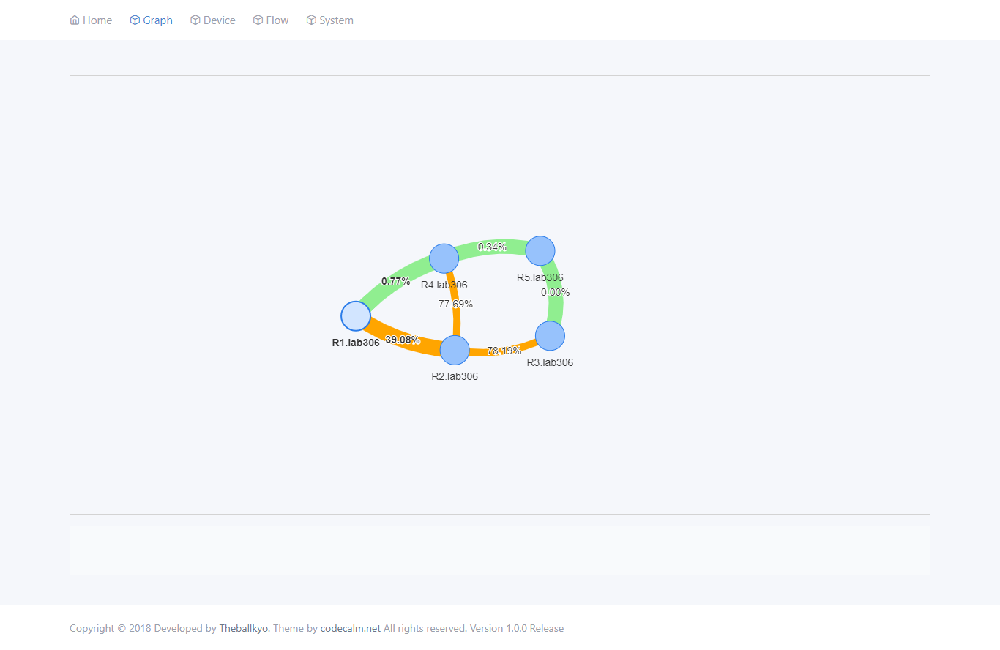 Home Graph Device Flow System
0.34%
R5.lab306
0.77%
R4.lab306
0.00%
77.69%
R1.lab306
39.08%
78.19%
R3.lab306
R2.lab306
Copyright © 2018 Developed by Theballkyo. Theme by codecalm.net All rights reserved. Version 1.0.0 Release